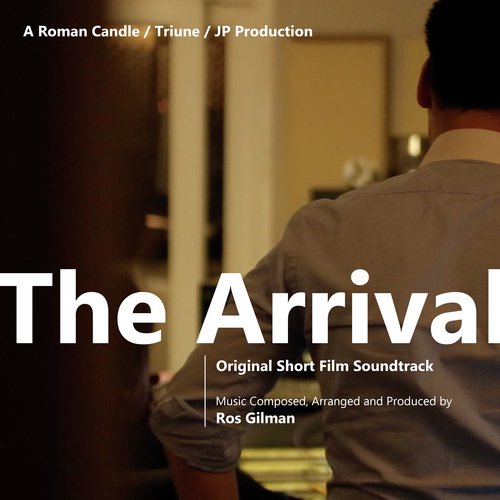 A Roman Candle / Triune / JP Production
The Arrival
Original Short Film Soundtrack
Music Composed, Arranged and Produced by
Ros Gilman